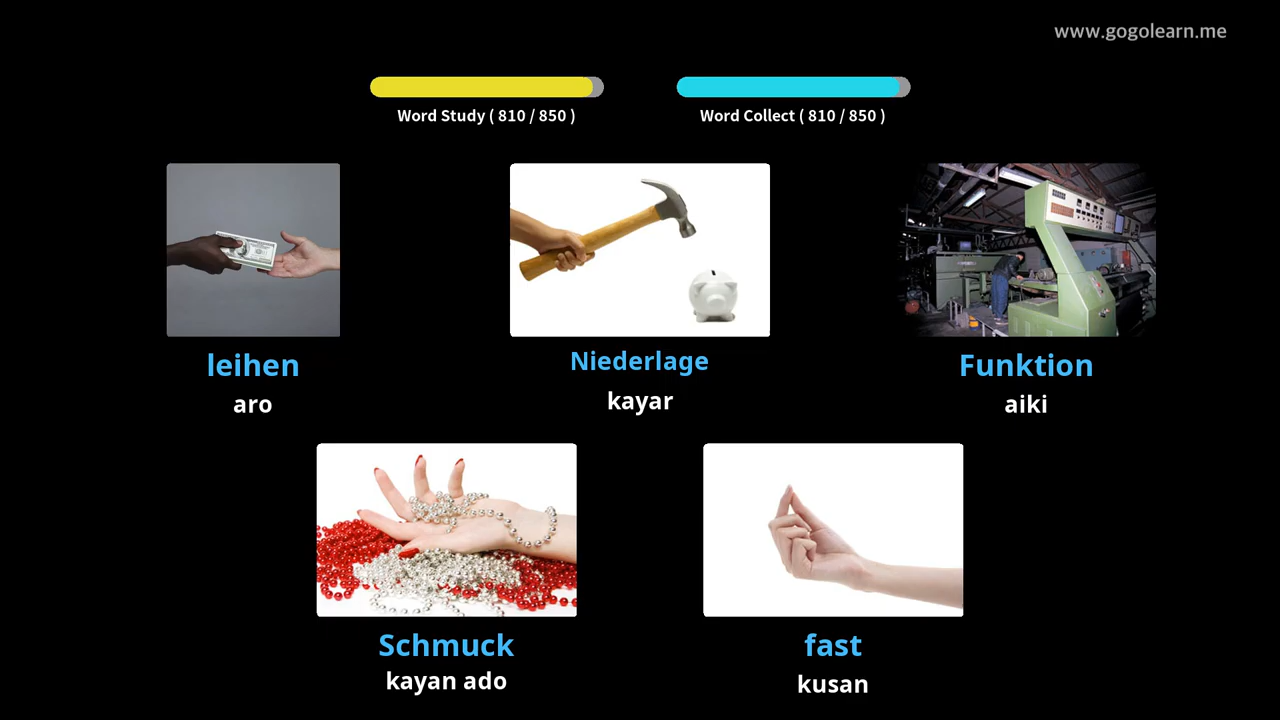 www.gogolearn.me
Word Study ( 810 / 850 )
Word Collect ( 810 / 850 )
leihen
aro
Niederlage
kayar
Funktion
aiki
Schmuck
kayan ado
fast
kusan